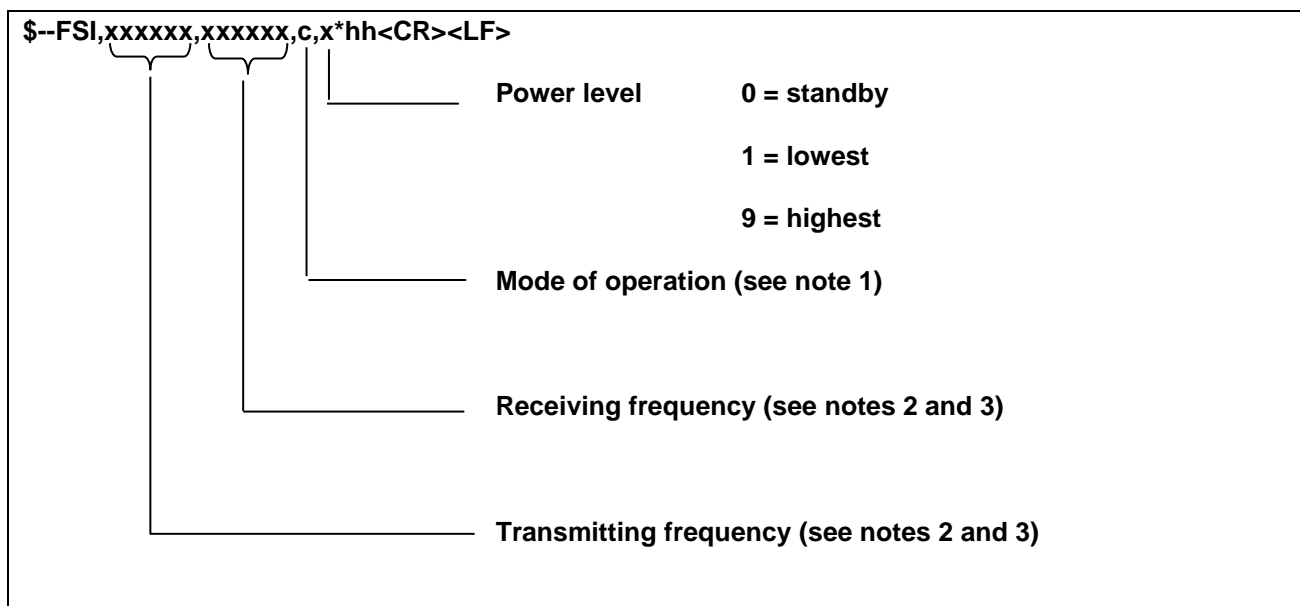 $--FSI,xxxxxx,xxxxxx,c,x*hh<CR><LF>
Power level 0 = standby
1 = lowest
9 = highest
Mode of operation (see note 1)
Receiving frequency (see notes 2 and 3)
Transmitting frequency (see notes 2 and 3)